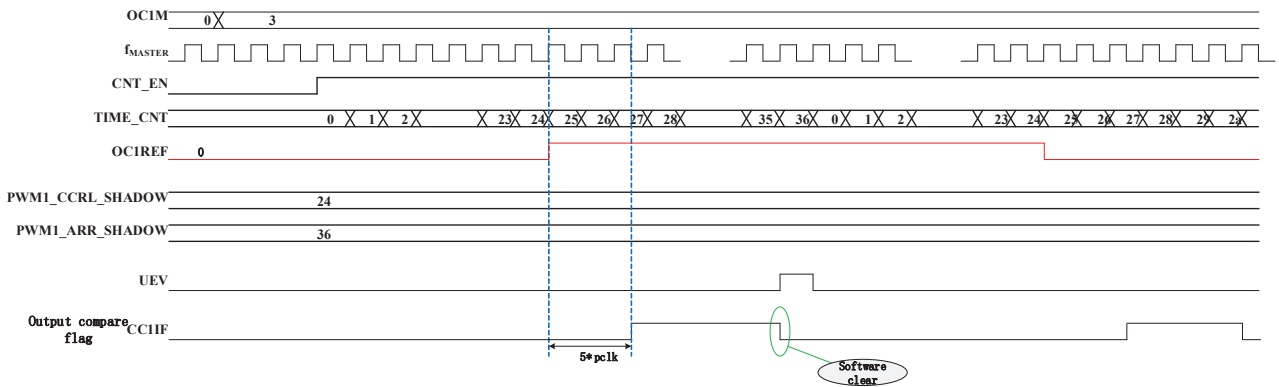 OC1M 0 3
fMASTER
CNT_EN
TIME_CNT 0 1 2 23 24 25 26 27 28 35 36 0 1 2 23 24 25 26 27 28 29 2a
OC1REF 0
PWM1_CCRL_SHADOW 24
PWM1_ARR_SHADOW 36
UEV
Output compare
flag
CC1IF
5*pclk
Software
clear